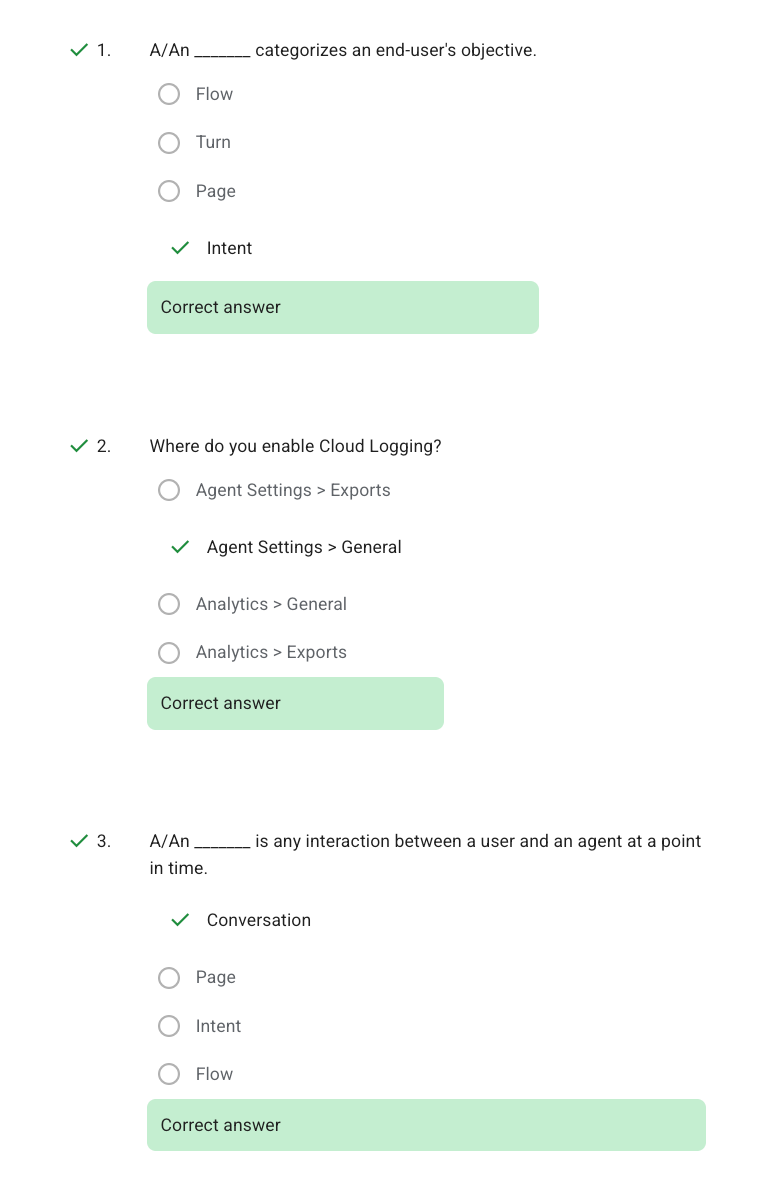 1. A/An _______ categorizes an end-user's objective.
Flow
Turn
Page
Intent
Correct answer
2. Where do you enable Cloud Logging?
Agent Settings > Exports
Agent Settings > General
Analytics > General
Analytics > Exports
Correct answer
3. A/An _______ is any interaction between a user and an agent at a point
in time.
Conversation
Page
Intent
Flow
Correct answer